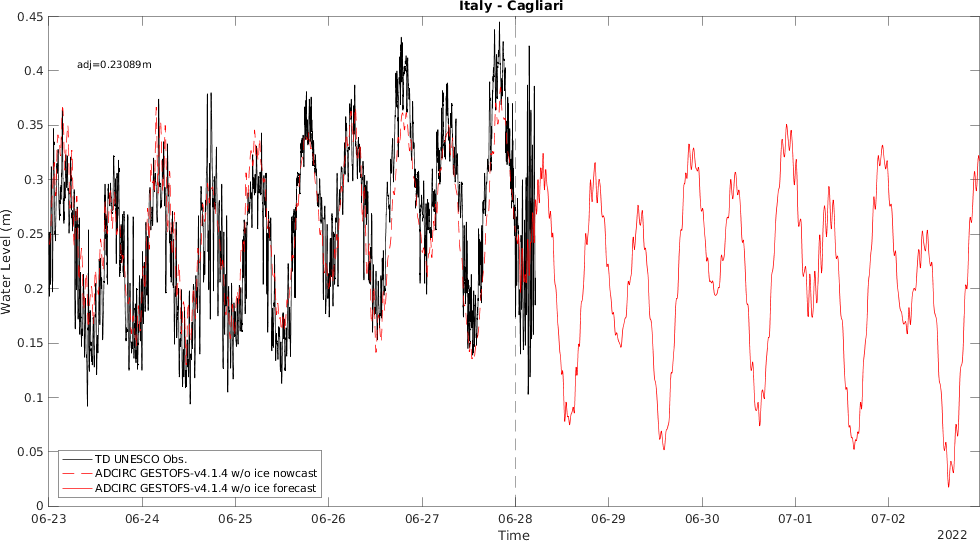 Italy - Cagliari
0.45
0.4
0.35
0.3
0.25
0.2
0.15
0.1
0.05
0
Water Level (m)
adj=0.23089m
TD UNESCO Obs.
ADCIRC GESTOFS-v4.1.4 w/o ice nowcast
ADCIRC GESTOFS-v4.1.4 w/o ice forecast
06-23 06-24 06-25 06-26 06-27 06-28 06-29 06-30 07-01 07-02
Time
2022